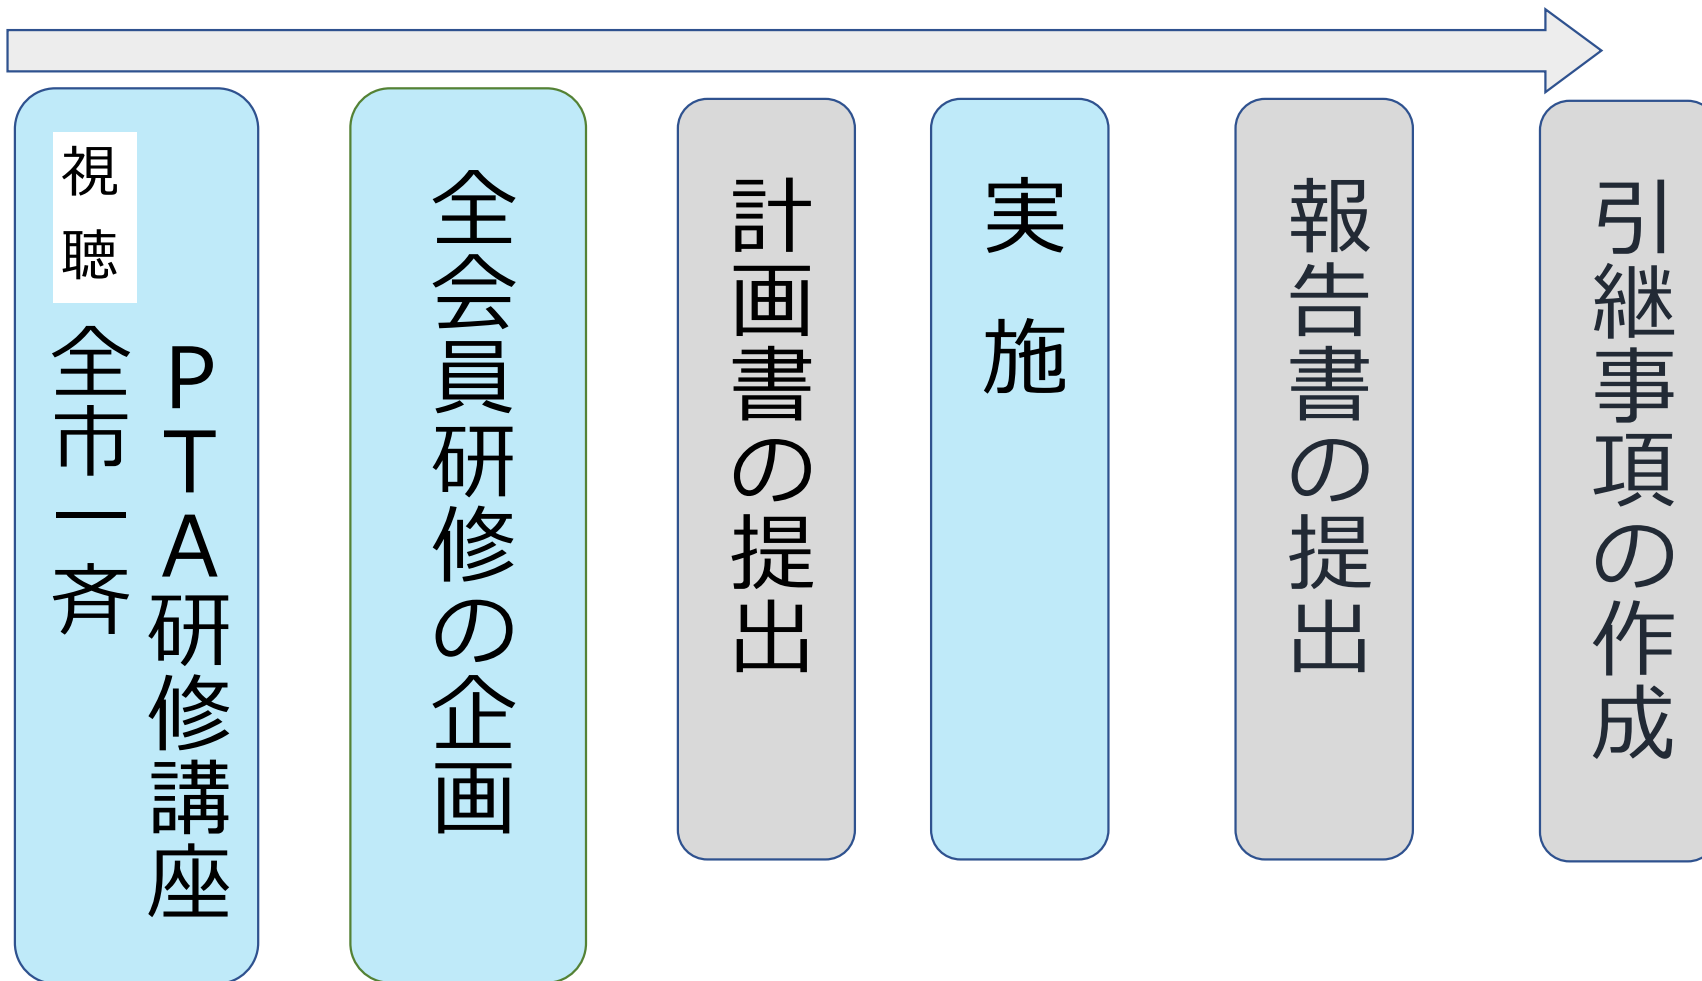 視聴
全市一斉
PTA研修講座
全会員研修の企画
計画書の提出
実施
報告書の提出
引継事項の作成